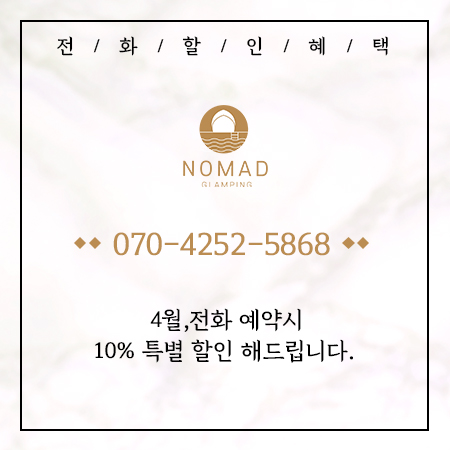 전/화/할/인/혜/택
NOMAD
GLAMPING
◆◆ 070-4252-5868 ◆◆
4월,전화 예약시
10% 특별 할인 해드립니다.